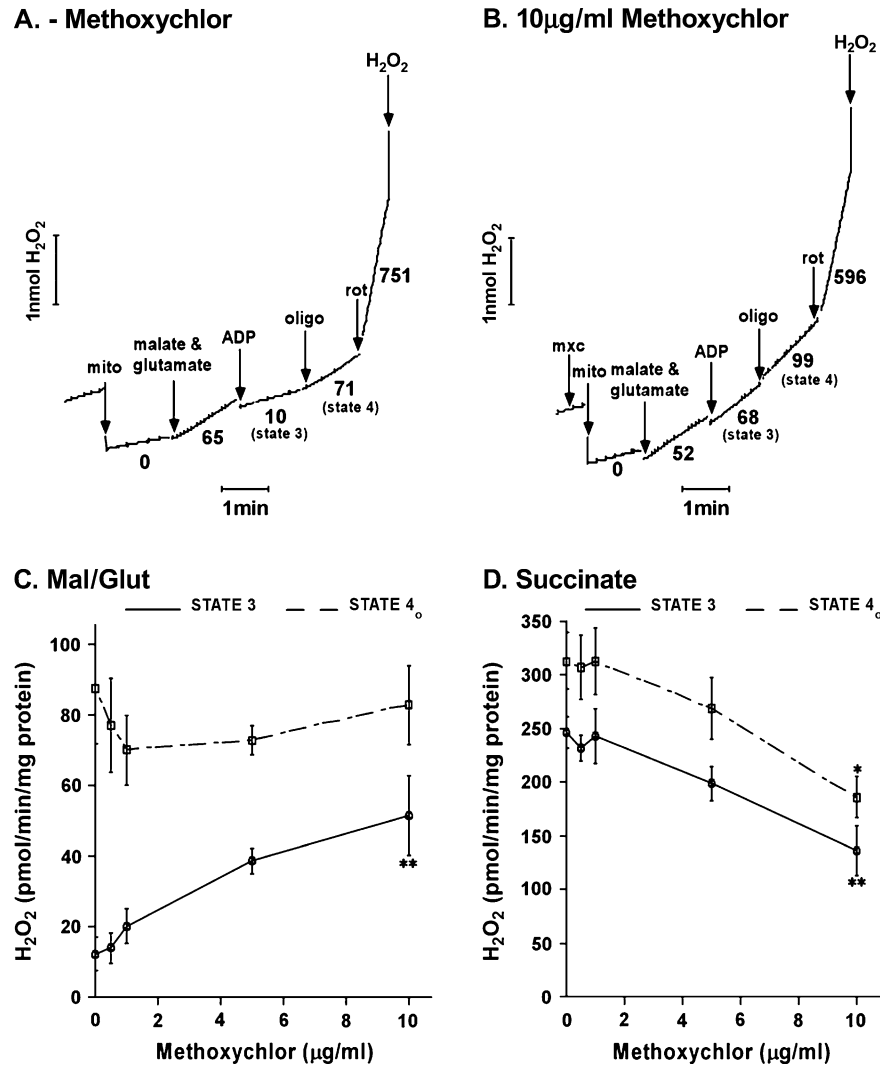 A. - Methoxychlor
H₂O₂
1nmol H₂O₂
751
rot
oligo
ADP
malate &
glutamate
mito
71
(state 4)
10
(state 3)
65
0
1min
B. 10μg/ml Methoxychlor
H₂O₂
1nmol H₂O₂
596
rot
oligo
mxc
ADP
malate &
glutamate
mito
99
(state 4)
68
(state 3)
52
0
1min
C. Mal/Glut
STATE 3
STATE 4o
H₂O₂ (pmol/min/mg protein)
100
80
60
40
20
0
**
0 2 4 6 8 10
Methoxychlor (μg/ml)
D. Succinate
STATE 3
STATE 4o
H₂O₂ (pmol/min/mg protein)
350
300
250
200
150
100
50
0
*
**
0 2 4 6 8 10
Methoxychlor (μg/ml)